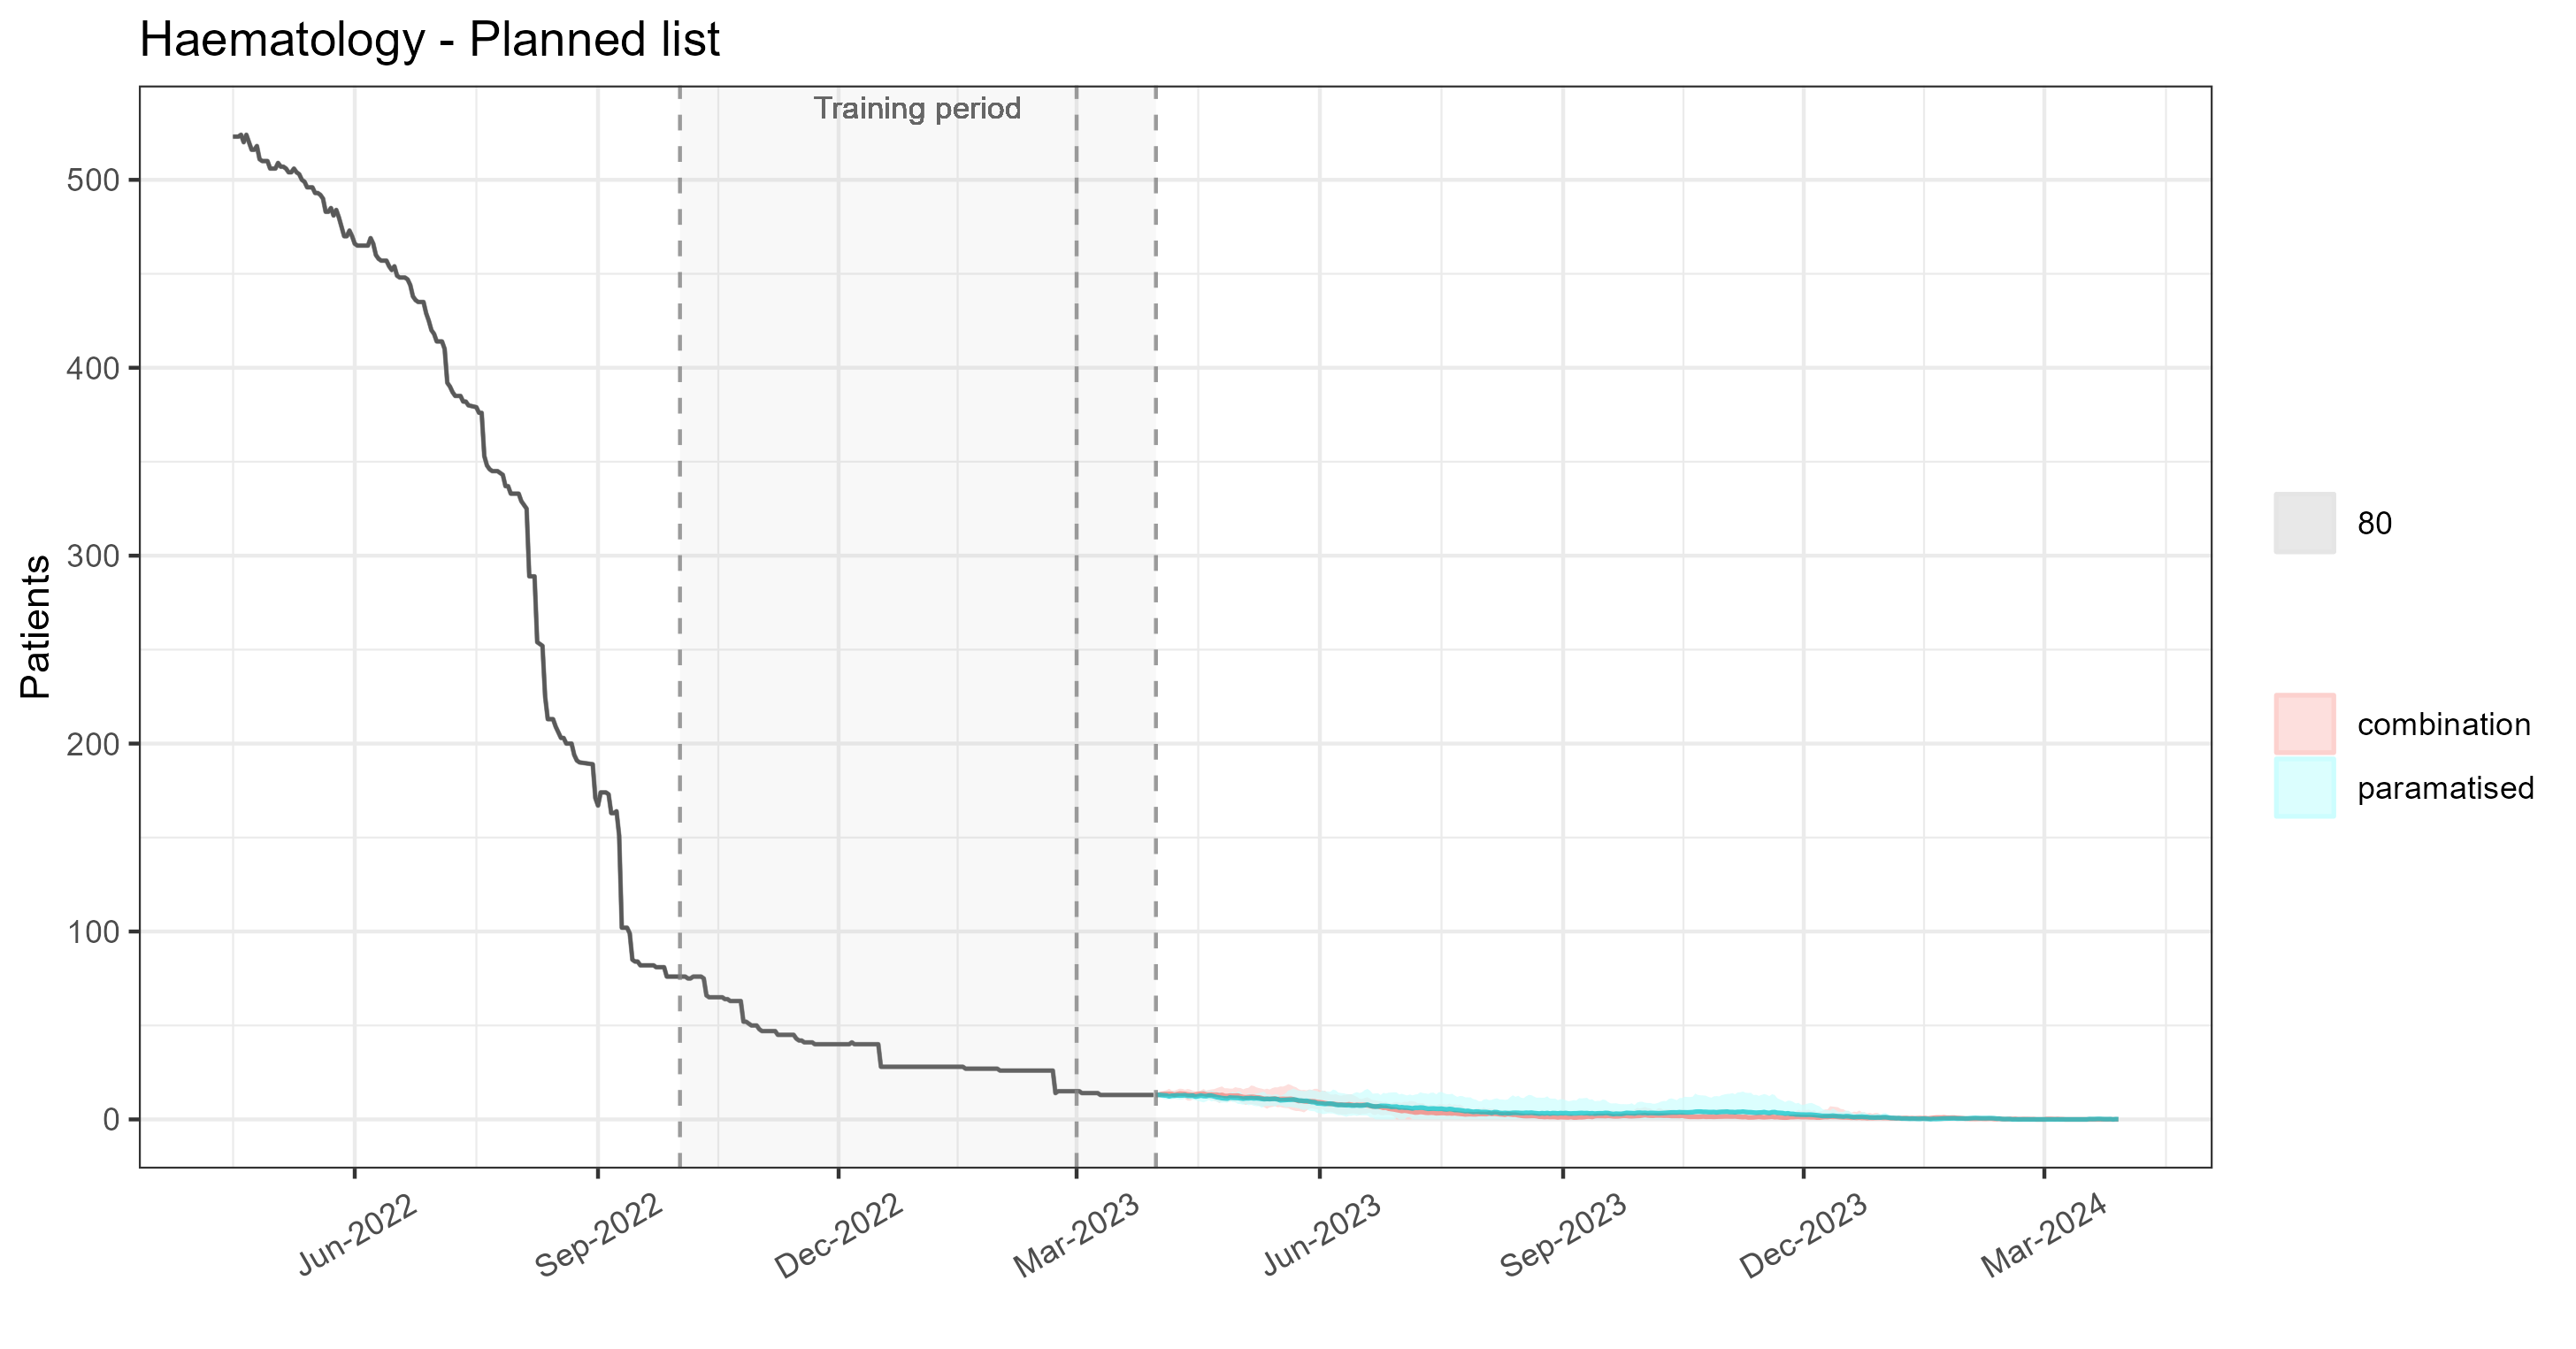 Haematology - Planned list
Training period
Patients
500
400
300
200
100
0
Jun-2022
Sep-2022
Dec-2022
Mar-2023
Jun-2023
Sep-2023
Dec-2023
Mar-2024
80
combination
paramatised